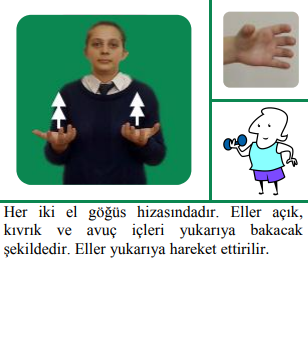 Her iki el göğüs hizasındadır. Eller açık,
kıvrık ve avuç içleri yukarıya bakacak
şekildedir. Eller yukarıya hareket ettirilir.